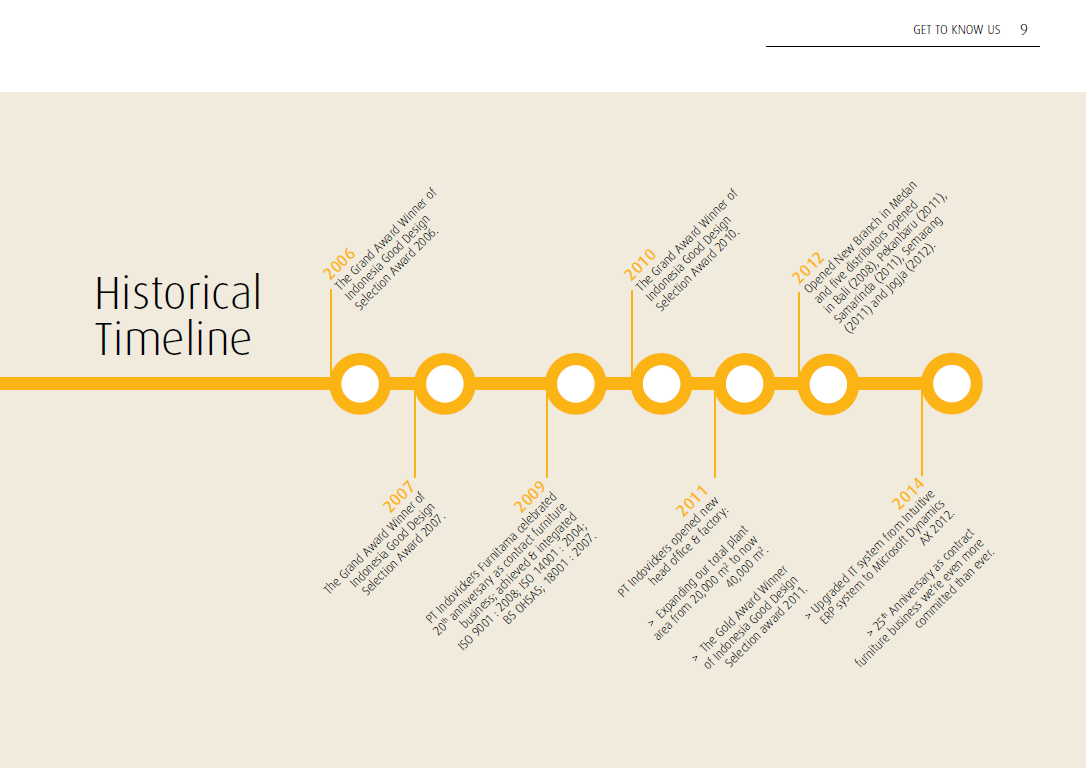 GET TO KNOW US 9
Historical
Timeline
2006
The Grand Award Winner of
Indonesia Good Design
Selection Award 2006.
2007
The Grand Award Winner of
Indonesia Good Design
Selection Award 2007.
2009
PT Indovickers Furnitama celebrated
20th anniversary as contract furniture
business; achieved & integrated
ISO 9001 : 2008; ISO 14001 : 2004;
BS OHSAS; 18001 : 2007.
2010
The Grand Award Winner of
Indonesia Good Design
Selection Award 2010.
2011
PT Indovickers opened new
head office & factory:
> Expanding our total plant
area from 20,000 m² to now
40,000 m².
> The Gold Award Winner
of Indonesia Good Design
Selection award 2011.
2012
Opened New Branch in Medan
and five distributors opened
in Bali (2008), Pekanbaru (2011),
Samarinda (2011), Semarang
(2011) and Jogja (2012).
2014
> Upgraded IT system from Intuitive
ERP system to Microsoft Dynamics
AX 2012.
> 25th Anniversary as contract
furniture business we're even more
committed than ever.